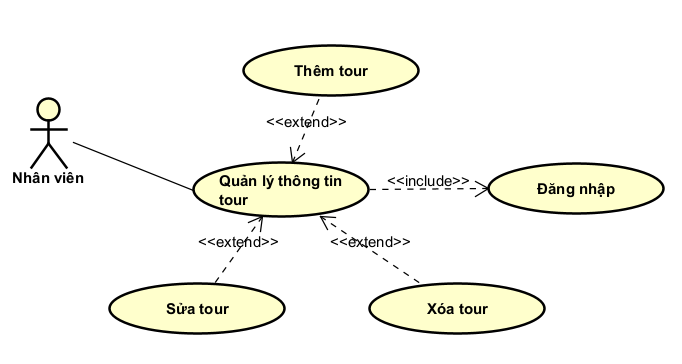 Thêm tour
<<extend>>
Nhân viên
Quản lý thông tin
tour
<<include>>
Đăng nhập
<<extend>>
<<extend>>
Sửa tour
Xóa tour